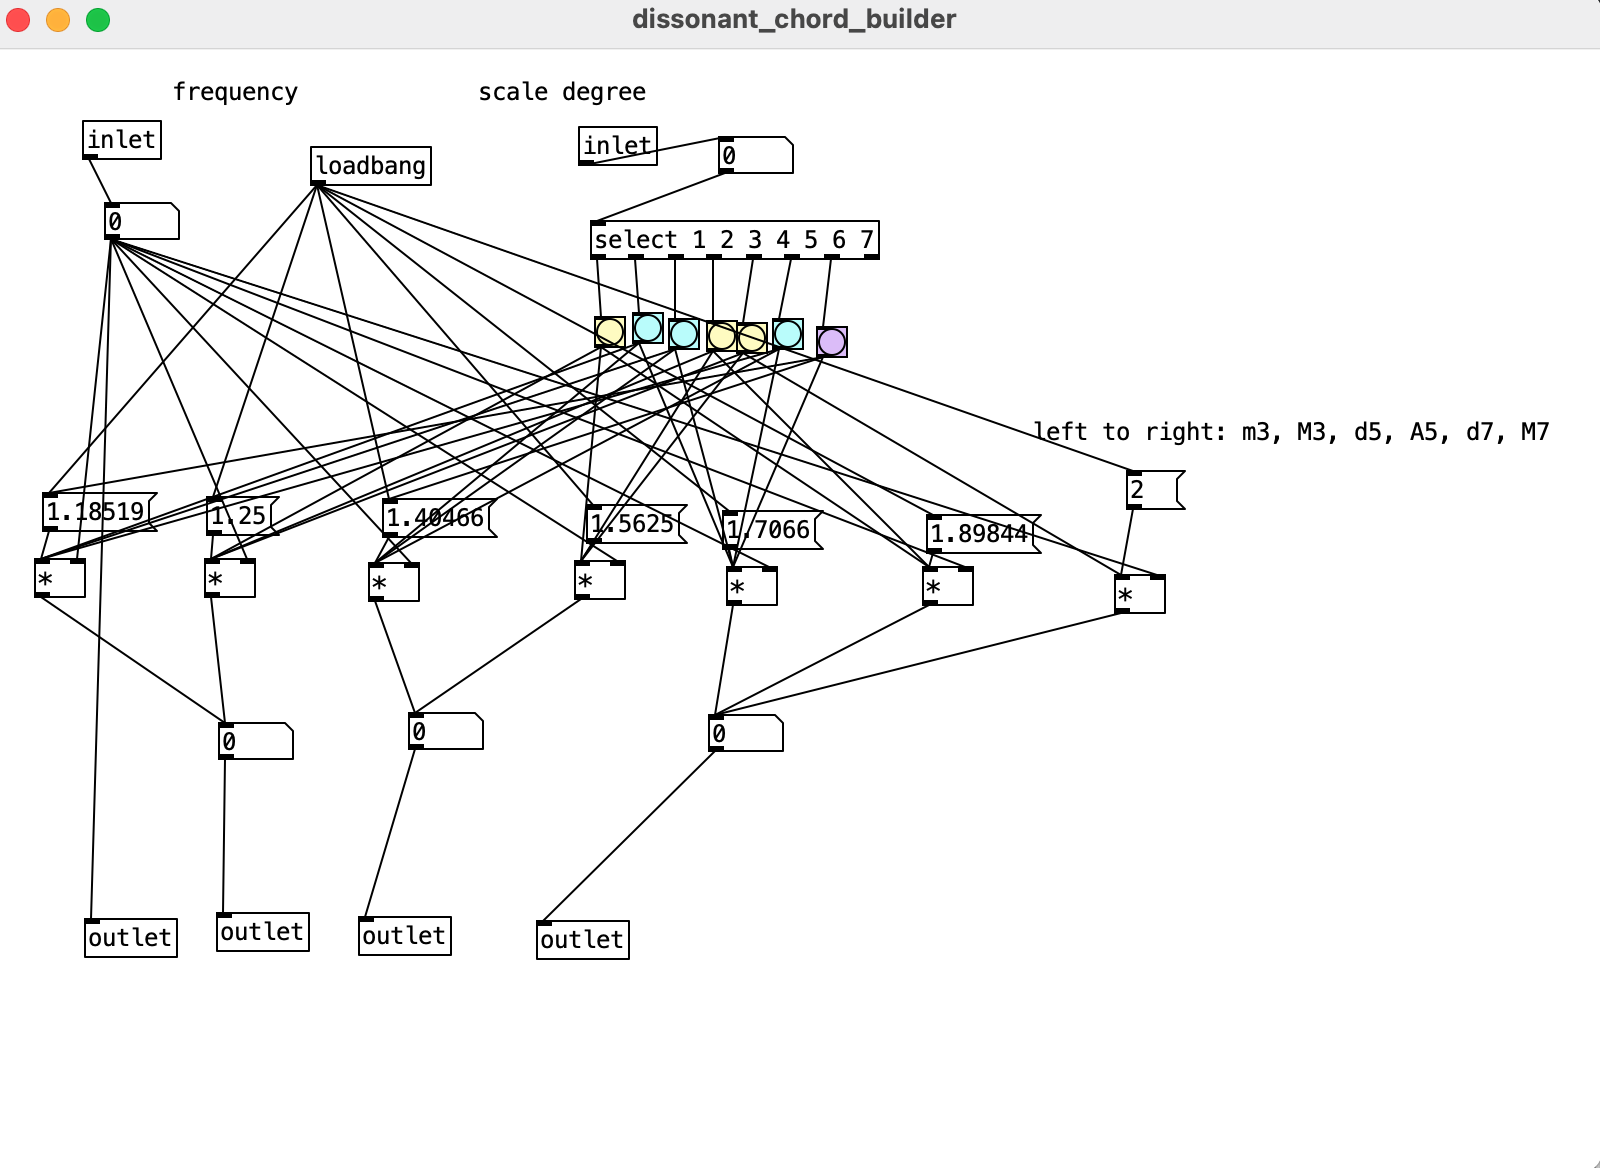 dissonant_chord_builder
frequency
scale degree
inlet
loadbang
inlet
0
0
select 1 2 3 4 5 6 7
left to right: m3, M3, d5, A5, d7, M7
1.18519
1.25
1.40466
1.5625
1.7066
1.89844
2
*
*
*
*
*
*
*
0
0
0
outlet
outlet
outlet
outlet